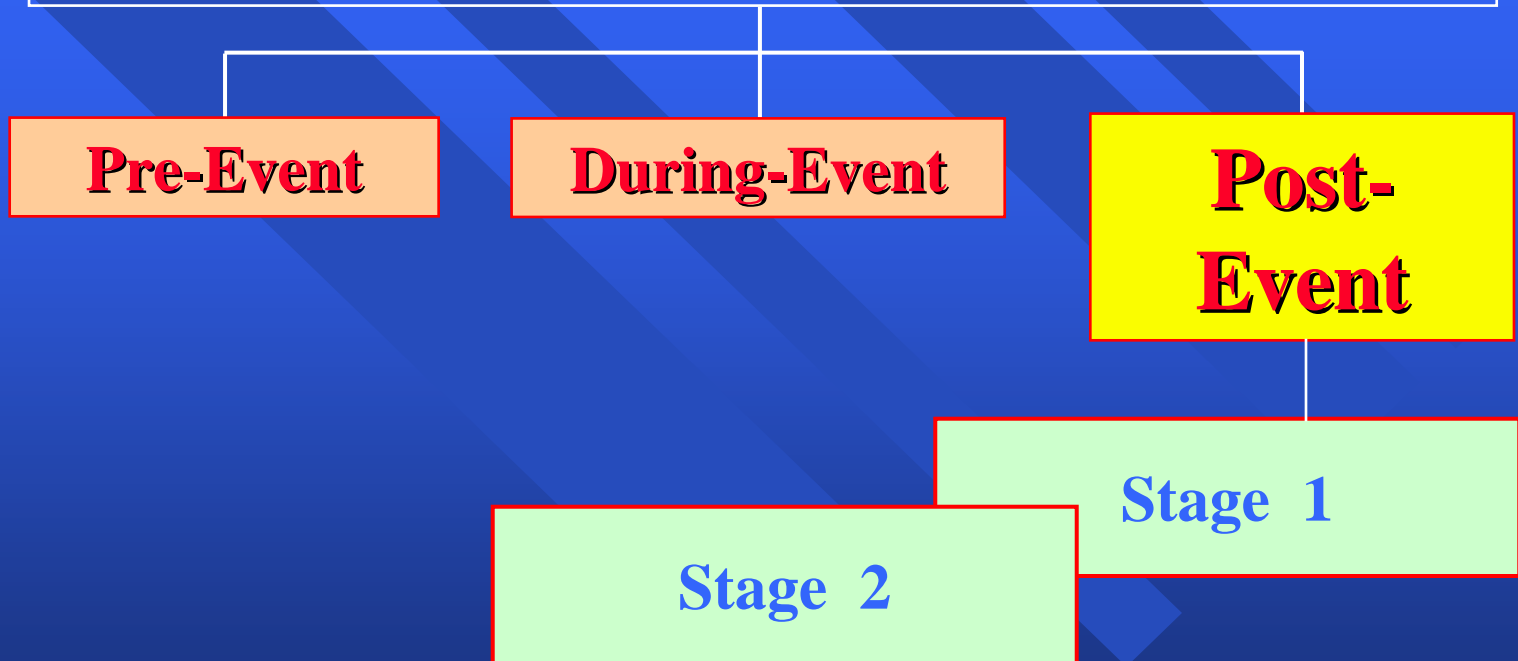 Pre-Event
During-Event
Post-
Event
Stage 1
Stage 2